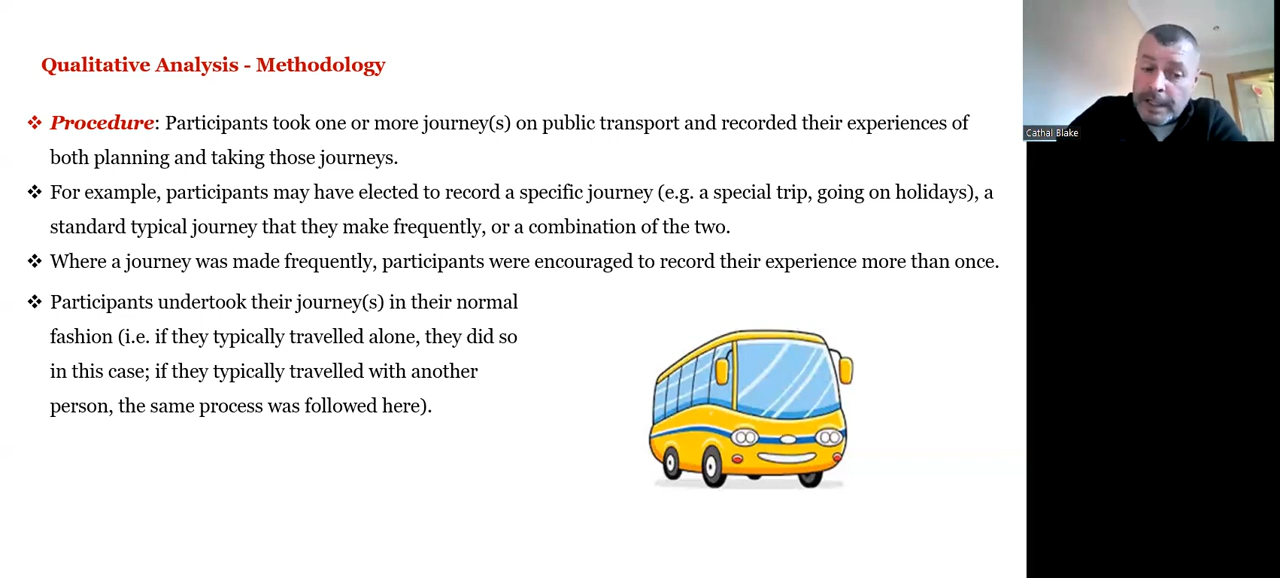 Qualitative Analysis - Methodology
❖ Procedure: Participants took one or more journey(s) on public transport and recorded their experiences of
both planning and taking those journeys.
❖ For example, participants may have elected to record a specific journey (e.g. a special trip, going on holidays), a
standard typical journey that they make frequently, or a combination of the two.
❖ Where a journey was made frequently, participants were encouraged to record their experience more than once.
❖ Participants undertook their journey(s) in their normal
fashion (i.e. if they typically travelled alone, they did so
in this case; if they typically travelled with another
person, the same process was followed here).
Cathal Blake